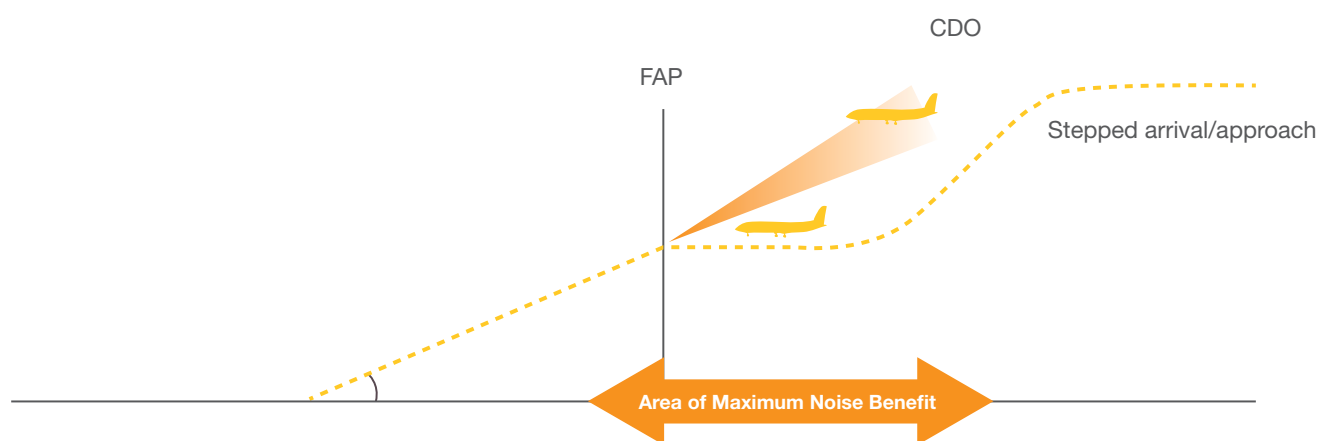 CDO
FAP
Stepped arrival/approach
Area of Maximum Noise Benefit